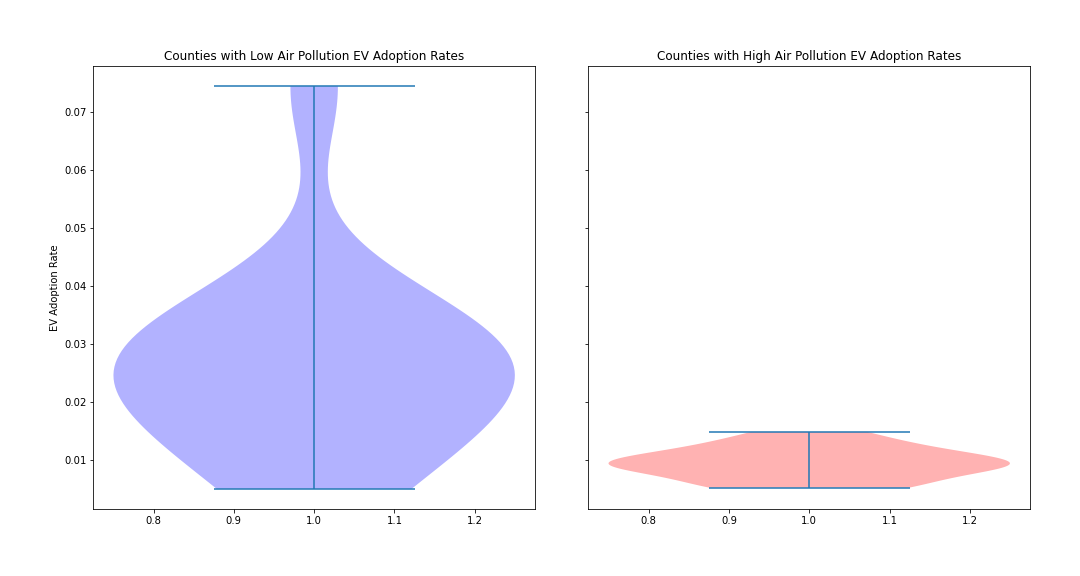 Counties with Low Air Pollution EV Adoption Rates
EV Adoption Rate
0.07
0.06
0.05
0.04
0.03
0.02
0.01
0.8 0.9 1.0 1.1 1.2
Counties with High Air Pollution EV Adoption Rates
0.8 0.9 1.0 1.1 1.2